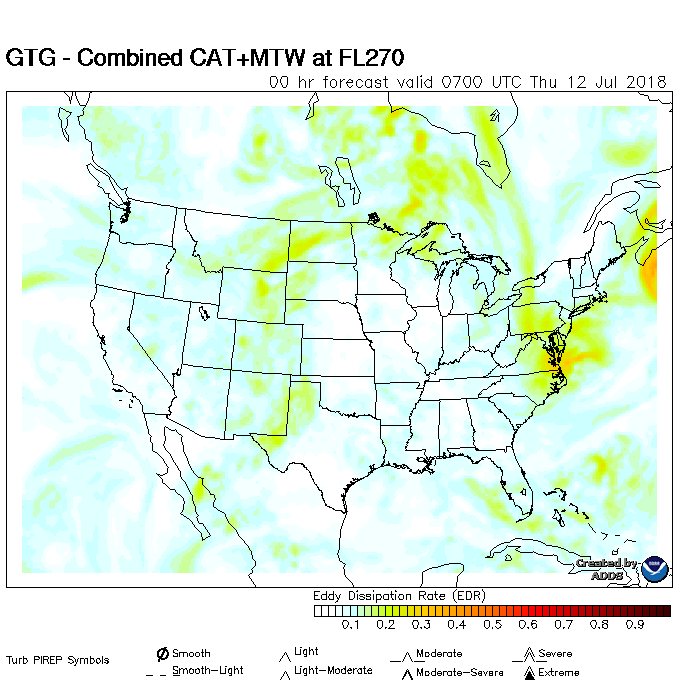 GTG - Combined CAT+MTW at FL270
00 hr forecast valid 0700 UTC Thu 12 Jul 2018
Created by
ADDS
Eddy Dissipation Rate (EDR)
0.1 0.2 0.3 0.4 0.5 0.6 0.7 0.8 0.9
Turb PIREP Symbols
Smooth Light Moderate Severe
Smooth-Light Light-Moderate Moderate-Severe Extreme